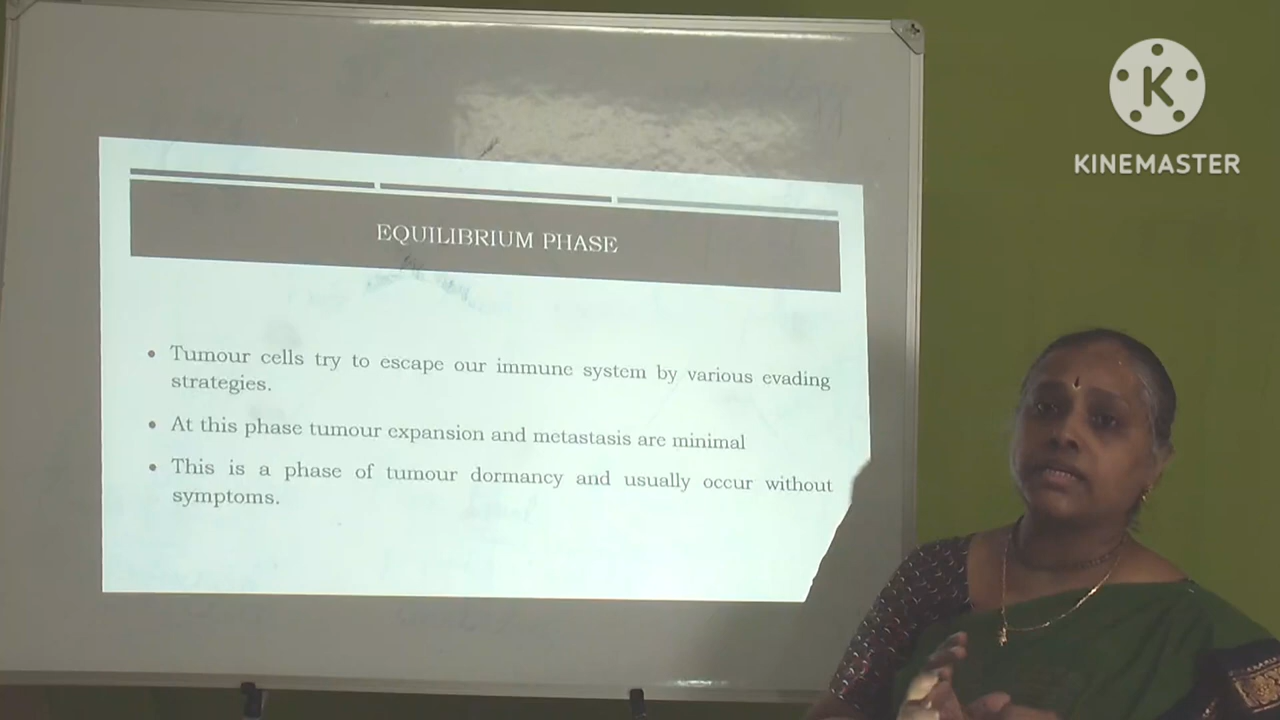 EQUILIBRIUM PHASE
• Tumour cells try to escape our immune system by various evading
strategies.
• At this phase tumour expansion and metastasis are minimal
• This is a phase of tumour dormancy and usually occur without
symptoms.
K
KINEMASTER